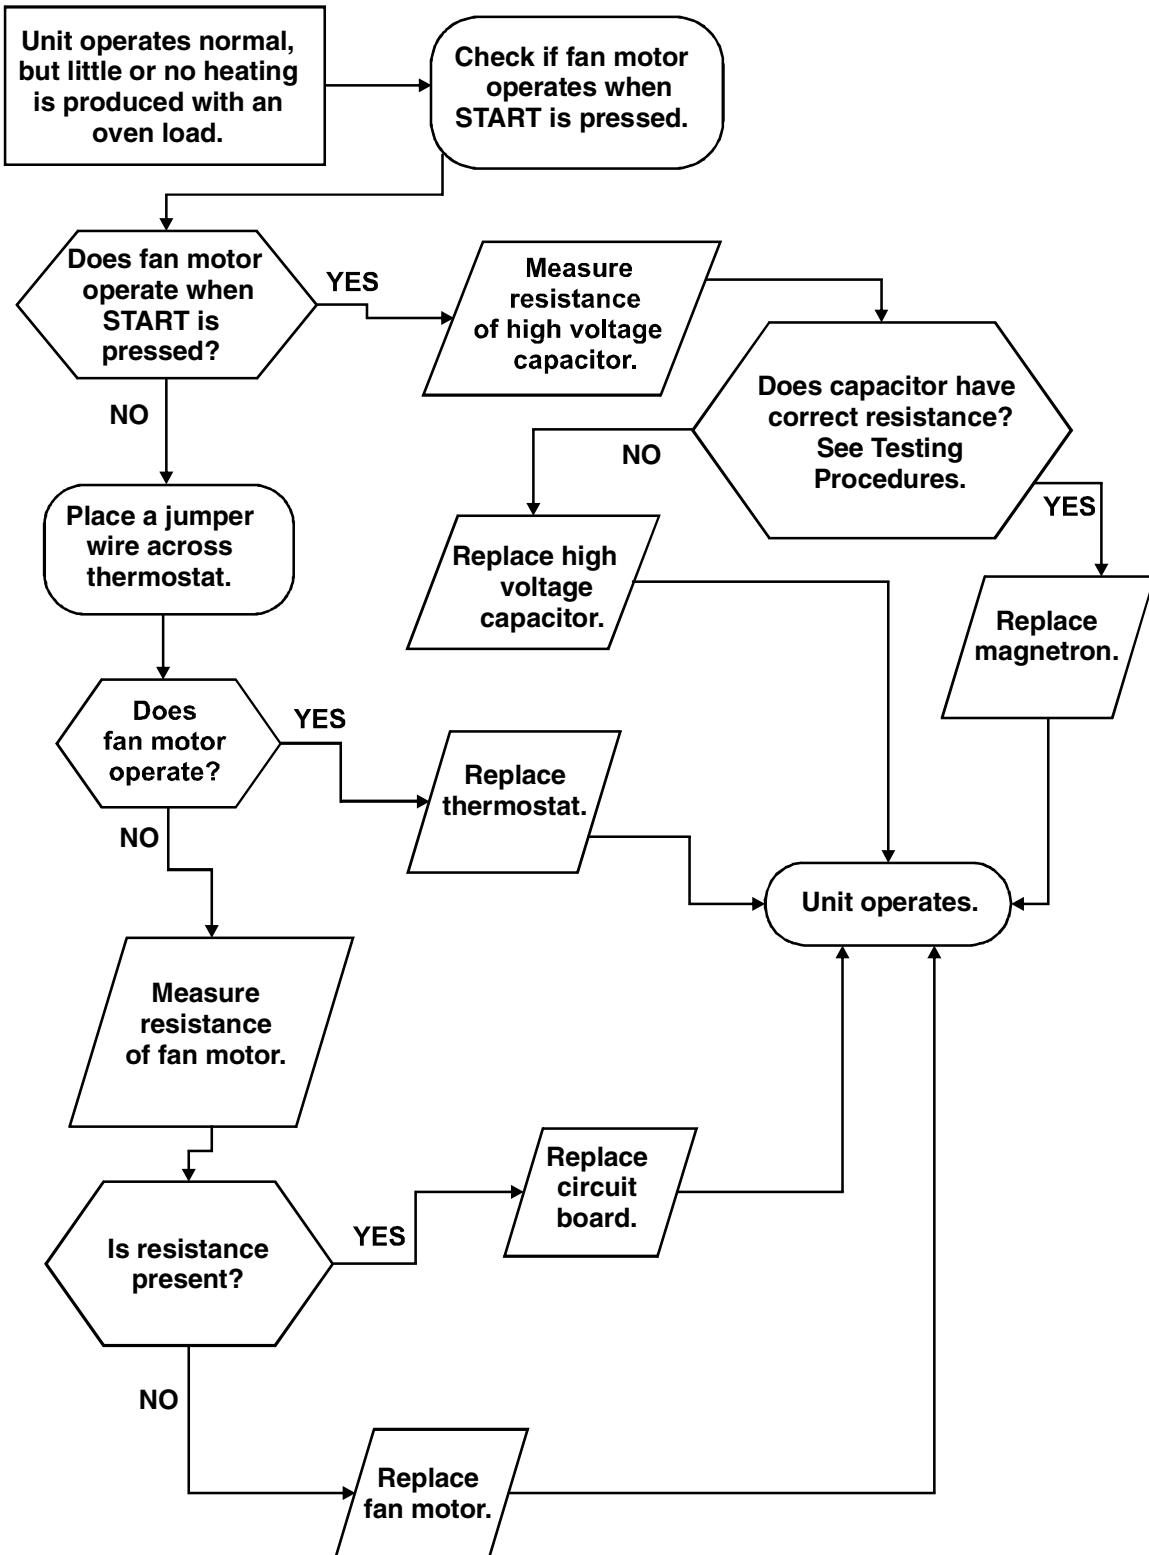 Unit operates normal,
but little or no heating
is produced with an
oven load.
Check if fan motor
operates when
START is pressed.
Does fan motor
operate when
START is
pressed?
YES
Measure
resistance
of high voltage
capacitor.
NO
Does capacitor have
correct resistance?
See Testing
Procedures.
NO
YES
Place a jumper
wire across
thermostat.
Replace high
voltage
capacitor.
Replace
magnetron.
Does
fan motor
operate?
YES
Replace
thermostat.
NO
Unit operates.
Measure
resistance
of fan motor.
Is resistance
present?
YES
Replace
circuit
board.
NO
Replace
fan motor.